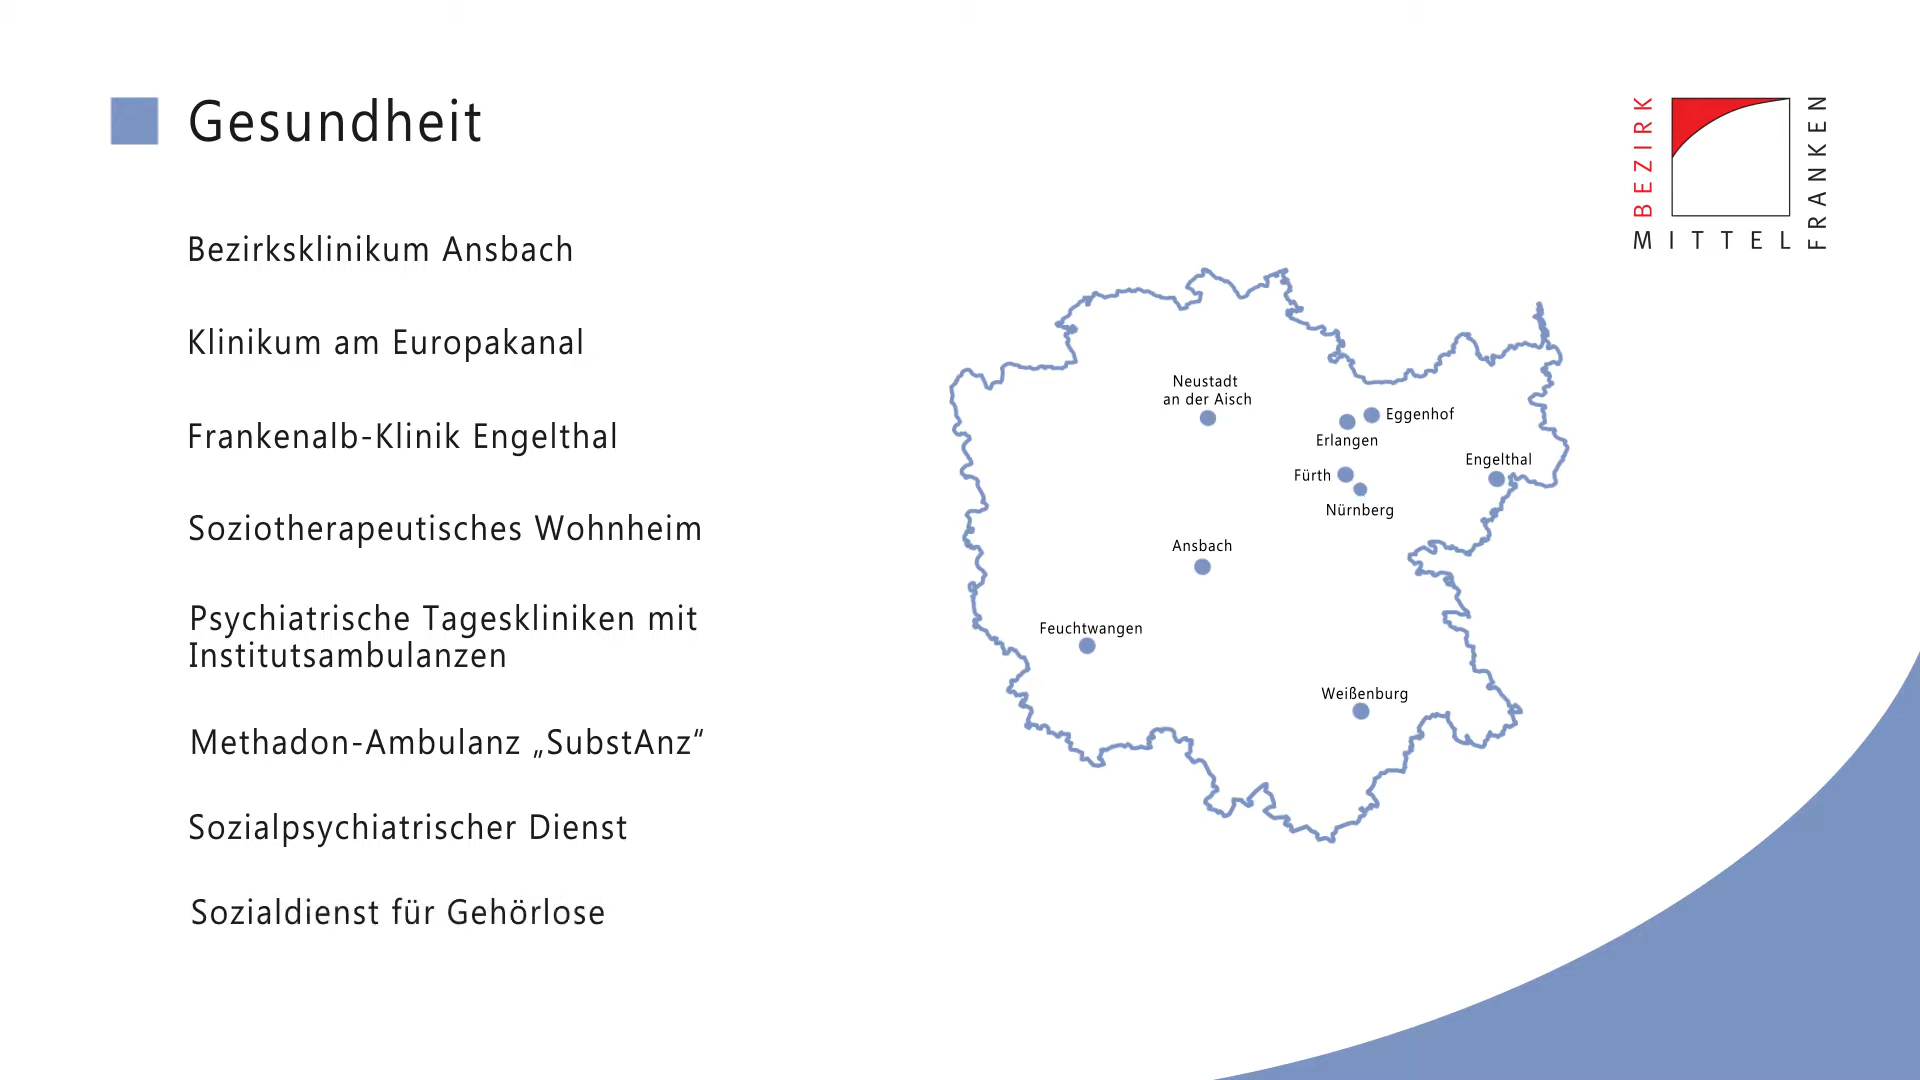 Gesundheit
BEZIRK
MITTEL
FRANKEN
Bezirksklinikum Ansbach
Klinikum am Europakanal
Frankenalb-Klinik Engelthal
Soziotherapeutisches Wohnheim
Psychiatrische Tageskliniken mit
Institutsambulanzen
Methadon-Ambulanz „SubstAnz“
Sozialpsychiatrischer Dienst
Sozialdienst für Gehörlose
Neustadt
an der Aisch
Eggenhof
Erlangen
Engelthal
Fürth
Nürnberg
Ansbach
Feuchtwangen
Weißenburg